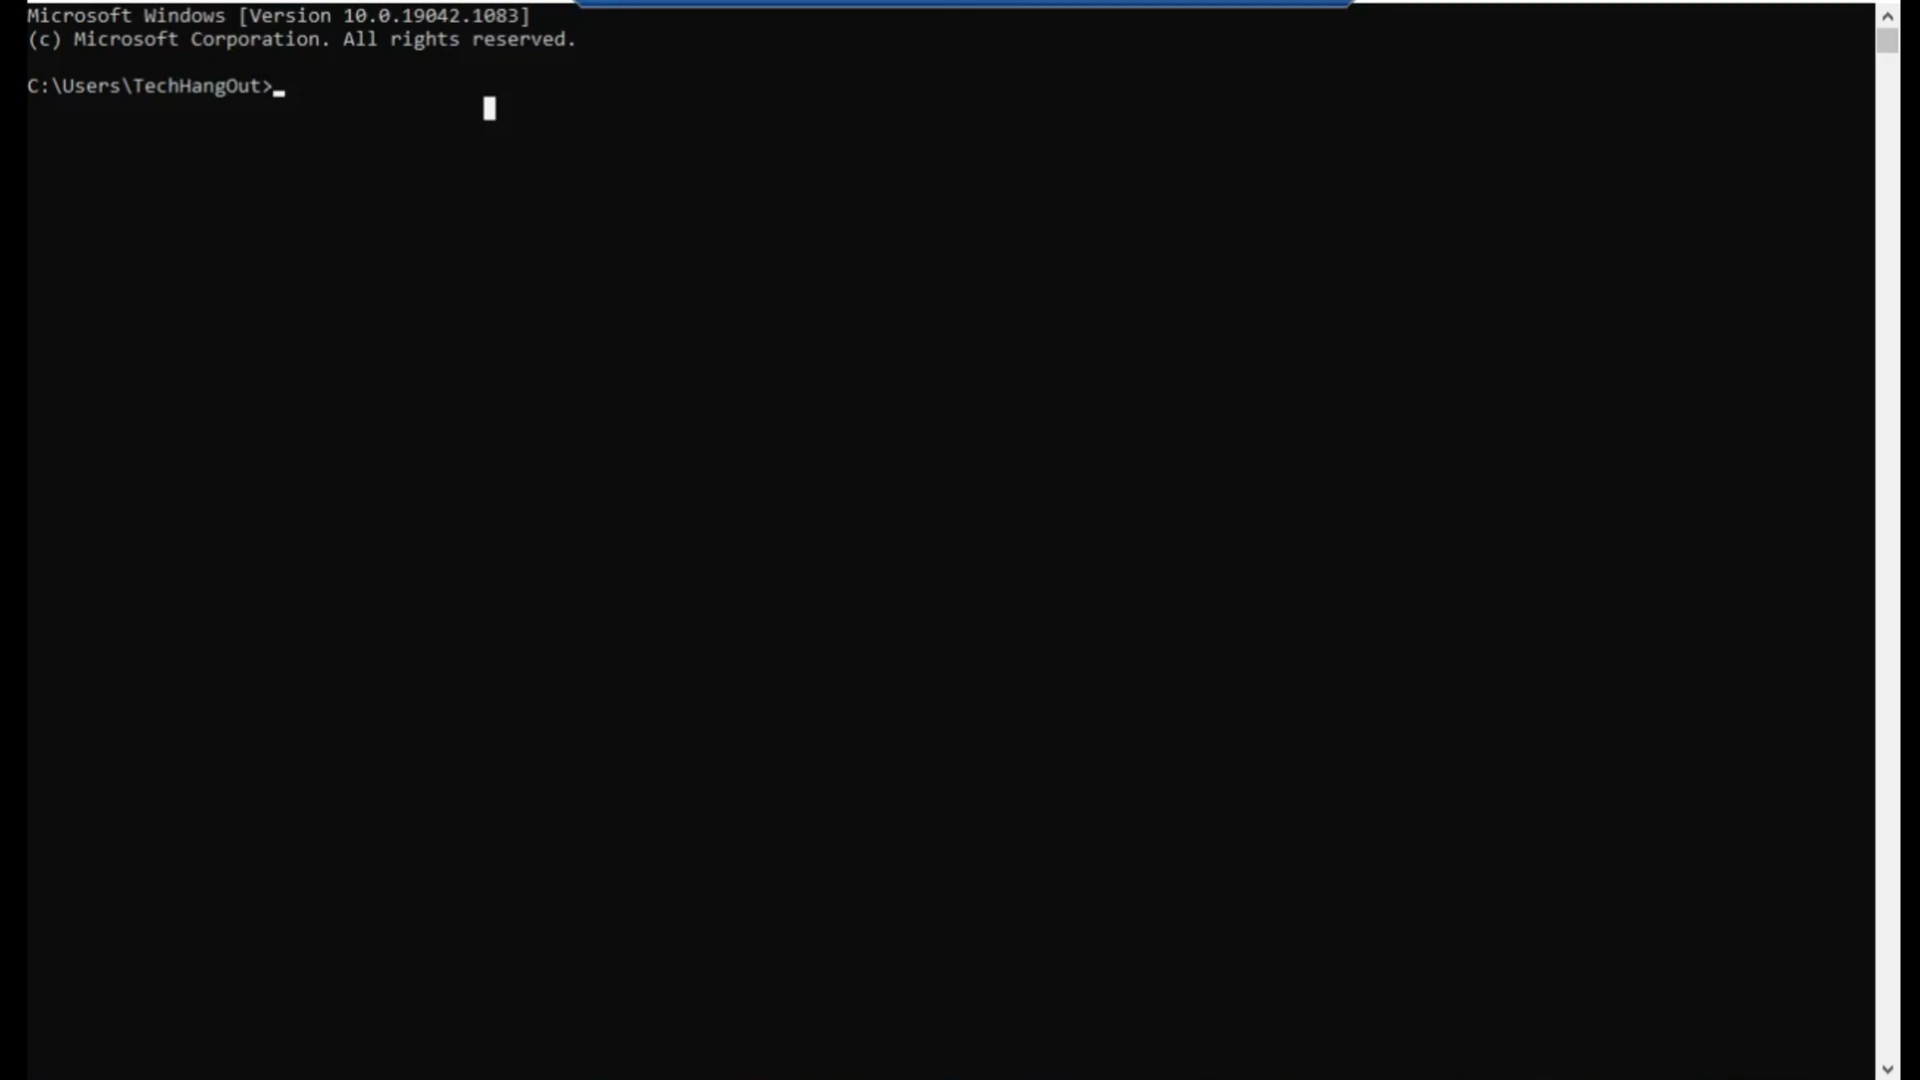 Microsoft Windows [Version 10.0.19042.1083]
(c) Microsoft Corporation. All rights reserved.
C:\Users\TechHangOut>